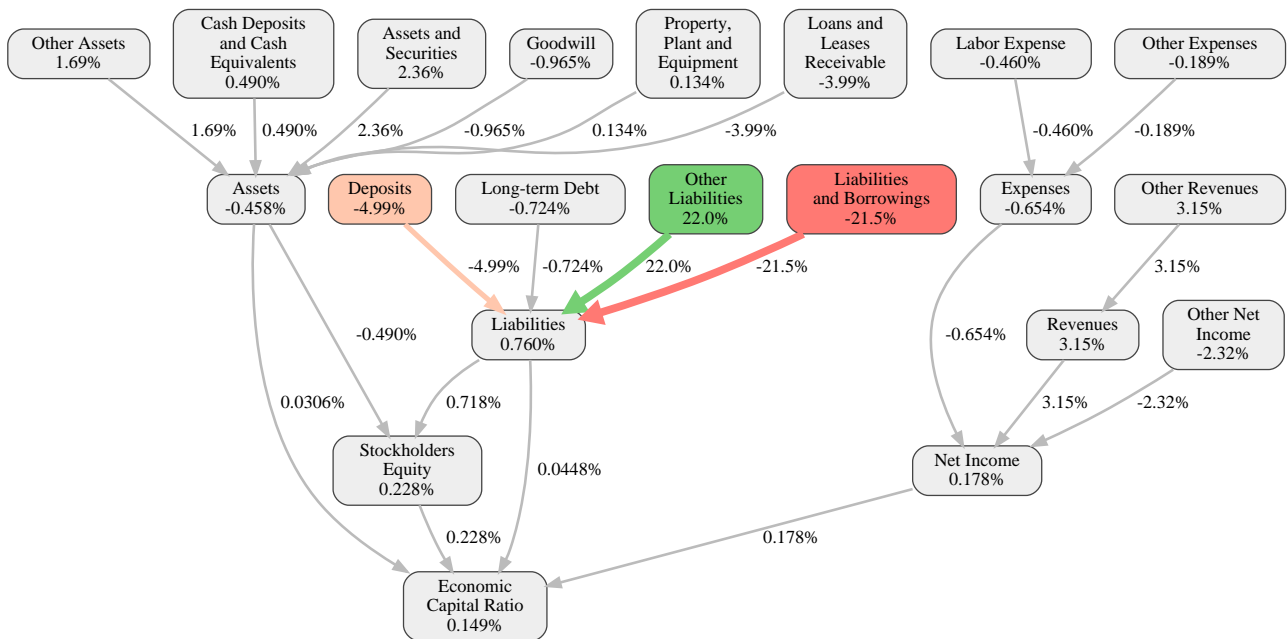 Other Assets
1.69%
Cash Deposits
and Cash
Equivalents
0.490%
Assets and
Securities
2.36%
Goodwill
-0.965%
Property,
Plant and
Equipment
0.134%
Loans and
Leases
Receivable
-3.99%
Labor Expense
-0.460%
Other Expenses
-0.189%
1.69%
0.490%
2.36%
-0.965%
0.134%
-3.99%
-0.460%
-0.189%
Assets
-0.458%
Deposits
-4.99%
Long-term Debt
-0.724%
Other
Liabilities
22.0%
Liabilities
and Borrowings
-21.5%
Expenses
-0.654%
Other Revenues
3.15%
-4.99%
-0.724%
22.0%
-21.5%
3.15%
-0.490%
Liabilities
0.760%
-0.654%
Revenues
3.15%
Other Net
Income
-2.32%
0.0306%
0.718%
3.15%
-2.32%
Stockholders
Equity
0.228%
0.0448%
Net Income
0.178%
0.228%
0.178%
Economic
Capital Ratio
0.149%